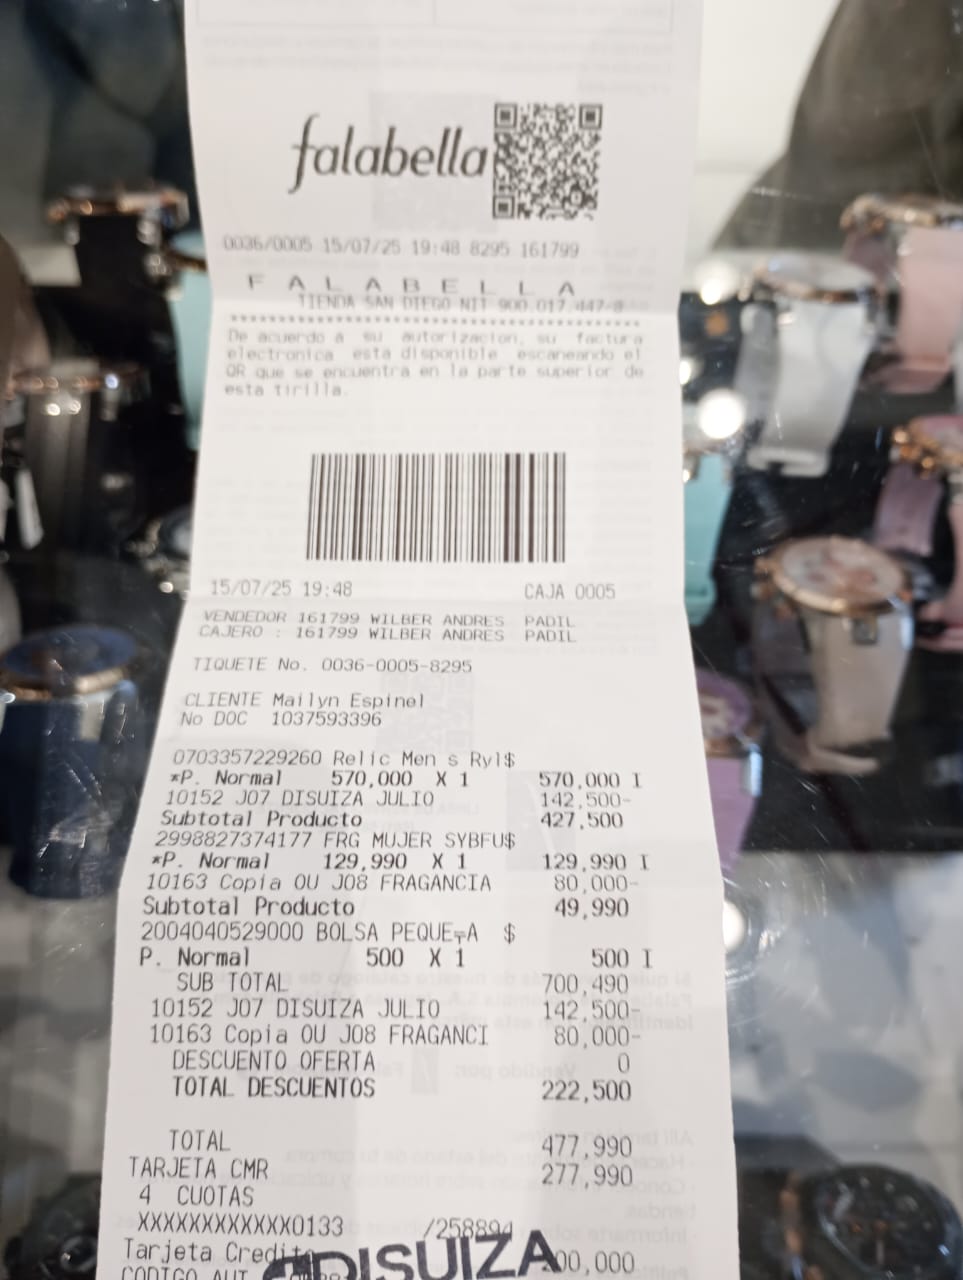 falabella
0036/0005 15/07/25 19:48 8295 161799
F A L A B E L L A
TIENDA SAN DIEGO NIT 900.017.447-8
****************************************
De acuerdo a su autorizacion, su factura
electronica esta disponible escaneando el
QR que se encuentra en la parte superior de
esta tirilla.
15/07/25 19:48 CAJA 0005
VENDEDOR 161799 WILBER ANDRES PADIL
CAJERO : 161799 WILBER ANDRES PADIL
TIQUETE No. 0036-0005-8295
CLIENTE Mailyn Espinel
No DOC 1037593396
0703357229260 Relic Men s Ryl$
*P. Normal 570,000 X 1 570,000 I
10152 J07 DISUIZA JULIO 142,500-
Subtotal Producto 427,500
2998827374177 FRG MUJER SYBFU$
*P. Normal 129,990 X 1 129,990 I
10163 Copia OU J08 FRAGANCIA 80,000-
Subtotal Producto 49,990
2004040529000 BOLSA PEQUE┬A $
P. Normal 500 X 1 500 I
SUB TOTAL 700,490
10152 J07 DISUIZA JULIO 142,500-
10163 Copia OU J08 FRAGANCI 80,000-
DESCUENTO OFERTA 0
TOTAL DESCUENTOS 222,500
TOTAL 477,990
TARJETA CMR 277,990
4 CUOTAS
XXXXXXXXXXXX0133 /258894
Tarjeta Credito 00,000
DISUIZA
CODIGO AUT